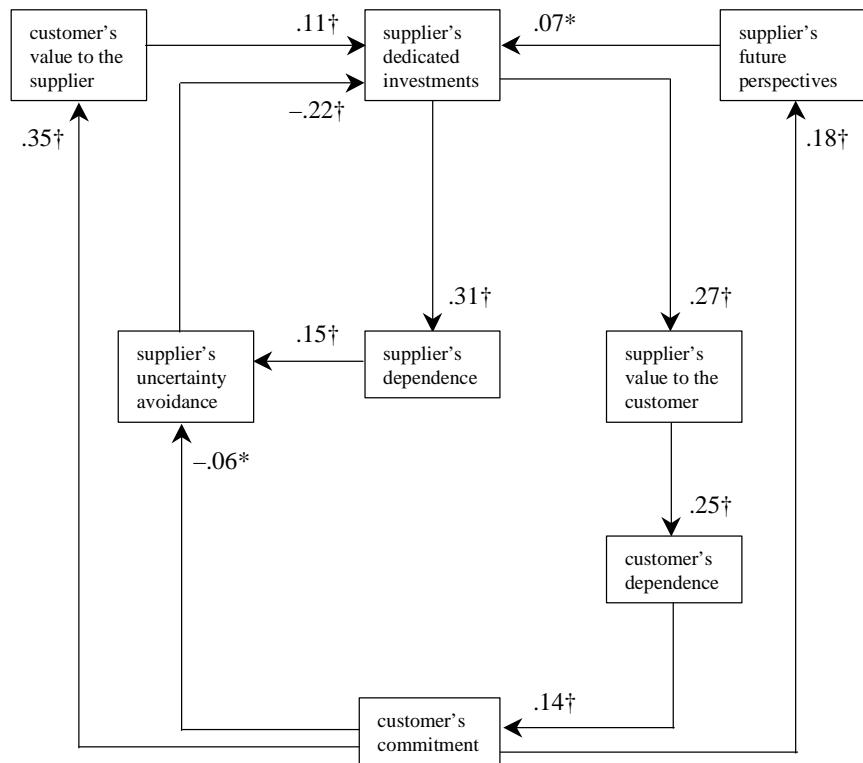 customer’s
value to the
supplier
.11†
supplier’s
dedicated
investments
.07*
supplier’s
future
perspectives
–.22†
.35†
.18†
.31†
.27†
supplier’s
uncertainty
avoidance
.15†
supplier’s
dependence
supplier’s
value to the
customer
–.06*
.25†
customer’s
dependence
.14†
customer’s
commitment